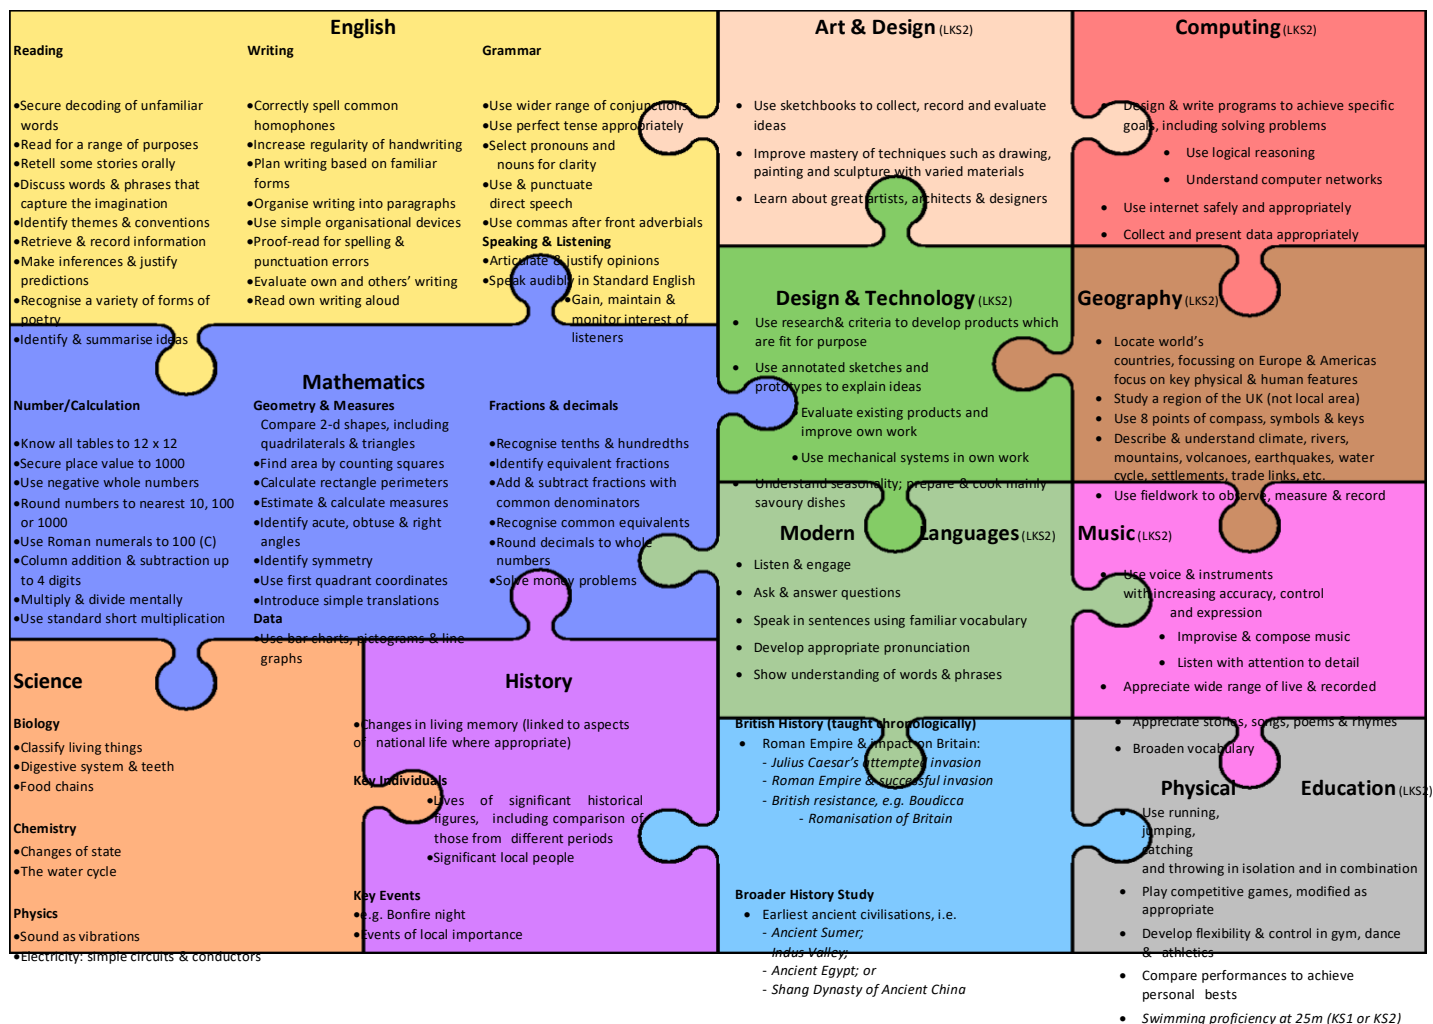 English
Reading
•Secure decoding of unfamiliar
words
•Read for a range of purposes
•Retell some stories orally
•Discuss words & phrases that
capture the imagination
•Identify themes & conventions
•Retrieve & record information
•Make inferences & justify
predictions
•Recognise a variety of forms of
poetry
•Identify & summarise ideas
Writing
•Correctly spell common
homophones
•Increase regularity of handwriting
•Plan writing based on familiar
forms
•Organise writing into paragraphs
•Use simple organisational devices
•Proof-read for spelling &
punctuation errors
•Evaluate own and others’ writing
•Read own writing aloud
Grammar
•Use wider range of conjunctions
•Use perfect tense appropriately
•Select pronouns and
nouns for clarity
•Use & punctuate
direct speech
•Use commas after front adverbials
Speaking & Listening
•Articulate & justify opinions
•Speak audibly in Standard English
•Gain, maintain &
monitor interest of
listeners
Art & Design (LKS2)
• Use sketchbooks to collect, record and evaluate
ideas
• Improve mastery of techniques such as drawing,
painting and sculpture with varied materials
• Learn about great artists, architects & designers
Computing (LKS2)
• Design & write programs to achieve specific
goals, including solving problems
• Use logical reasoning
• Understand computer networks
• Use internet safely and appropriately
• Collect and present data appropriately
Mathematics
Number/Calculation
•Know all tables to 12 x 12
•Secure place value to 1000
•Use negative whole numbers
•Round numbers to nearest 10, 100
or 1000
•Use Roman numerals to 100 (C)
•Column addition & subtraction up
to 4 digits
•Multiply & divide mentally
•Use standard short multiplication
Geometry & Measures
Compare 2-d shapes, including
quadrilaterals & triangles
•Find area by counting squares
•Calculate rectangle perimeters
•Estimate & calculate measures
•Identify acute, obtuse & right
angles
•Identify symmetry
•Use first quadrant coordinates
•Introduce simple translations
Data
•Use bar charts, pictograms & line
graphs
Fractions & decimals
•Recognise tenths & hundredths
•Identify equivalent fractions
•Add & subtract fractions with
common denominators
•Recognise common equivalents
•Round decimals to whole
numbers
•Solve money problems
Design & Technology (LKS2)
• Use research& criteria to develop products which
are fit for purpose
• Use annotated sketches and
prototypes to explain ideas
Evaluate existing products and
improve own work
• Use mechanical systems in own work
• Understand seasonality; prepare & cook mainly
savoury dishes
Geography (LKS2)
• Locate world’s
countries, focussing on Europe & Americas
focus on key physical & human features
• Study a region of the UK (not local area)
• Use 8 points of compass, symbols & keys
• Describe & understand climate, rivers,
mountains, volcanoes, earthquakes, water
cycle, settlements, trade links, etc.
• Use fieldwork to observe, measure & record
Modern Languages (LKS2)
• Listen & engage
• Ask & answer questions
• Speak in sentences using familiar vocabulary
• Develop appropriate pronunciation
• Show understanding of words & phrases
• Appreciate stories, songs, poems & rhymes
• Broaden vocabulary
Music (LKS2)
• Use voice & instruments
with increasing accuracy, control
and expression
• Improvise & compose music
• Listen with attention to detail
• Appreciate wide range of live & recorded
Science
Biology
•Classify living things
•Digestive system & teeth
•Food chains
Chemistry
•Changes of state
•The water cycle
Physics
•Sound as vibrations
•Electricity: simple circuits & conductors
History
•Changes in living memory (linked to aspects
of national life where appropriate)
Key Individuals
•Lives of significant historical
figures, including comparison of
those from different periods
•Significant local people
Key Events
•e.g. Bonfire night
•Events of local importance
British History (taught chronologically)
• Roman Empire & impact on Britain:
- Julius Caesar’s attempted invasion
- Roman Empire & successful invasion
- British resistance, e.g. Boudicca
- Romanisation of Britain
Broader History Study
• Earliest ancient civilisations, i.e.
- Ancient Sumer;
- Indus Valley;
- Ancient Egypt; or
- Shang Dynasty of Ancient China
Physical Education (LKS2)
• Use running,
jumping,
catching
and throwing in isolation and in combination
• Play competitive games, modified as
appropriate
• Develop flexibility & control in gym, dance
& athletics
• Compare performances to achieve
personal bests
• Swimming proficiency at 25m (KS1 or KS2)